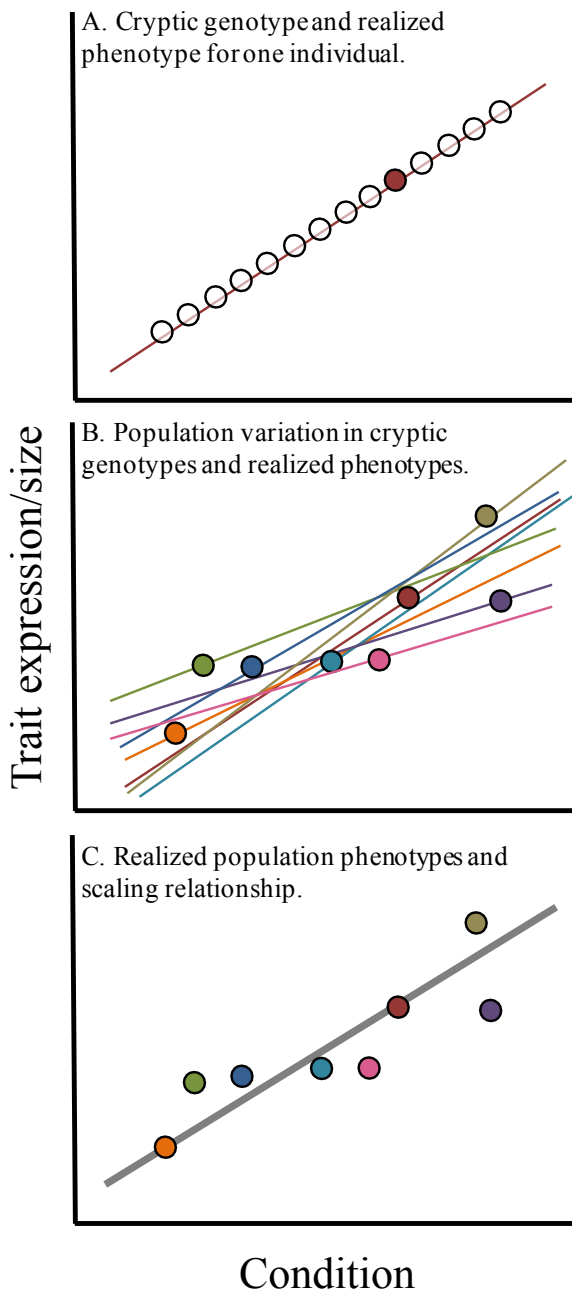 A. Cryptic genotype and realized
phenotype for one individual.
Trait expression/size
B. Population variation in cryptic
genotypes and realized phenotypes.
C. Realized population phenotypes and
scaling relationship.
Condition